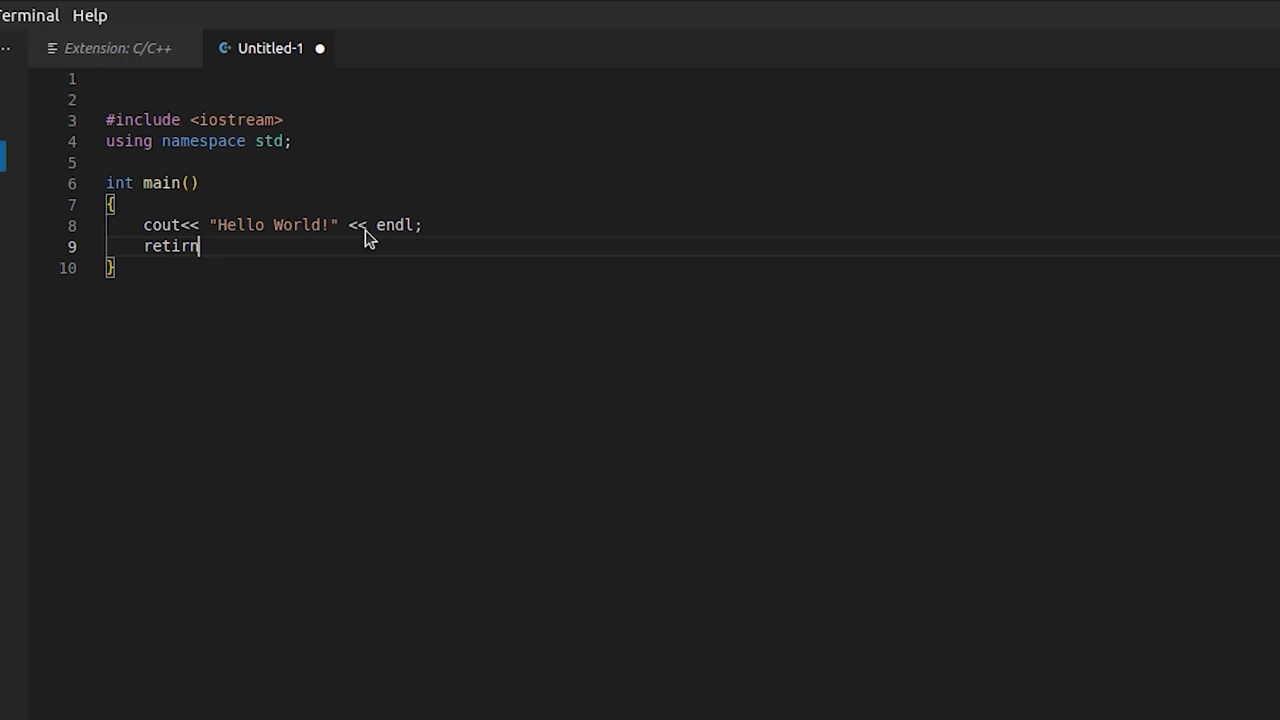 Terminal Help
Extension: C/C++ Untitled-1
1
2
3 #include <iostream>
4 using namespace std;
5
6 int main()
7 {
8 cout<< "Hello World!" << endl;
9 retirn
10 }